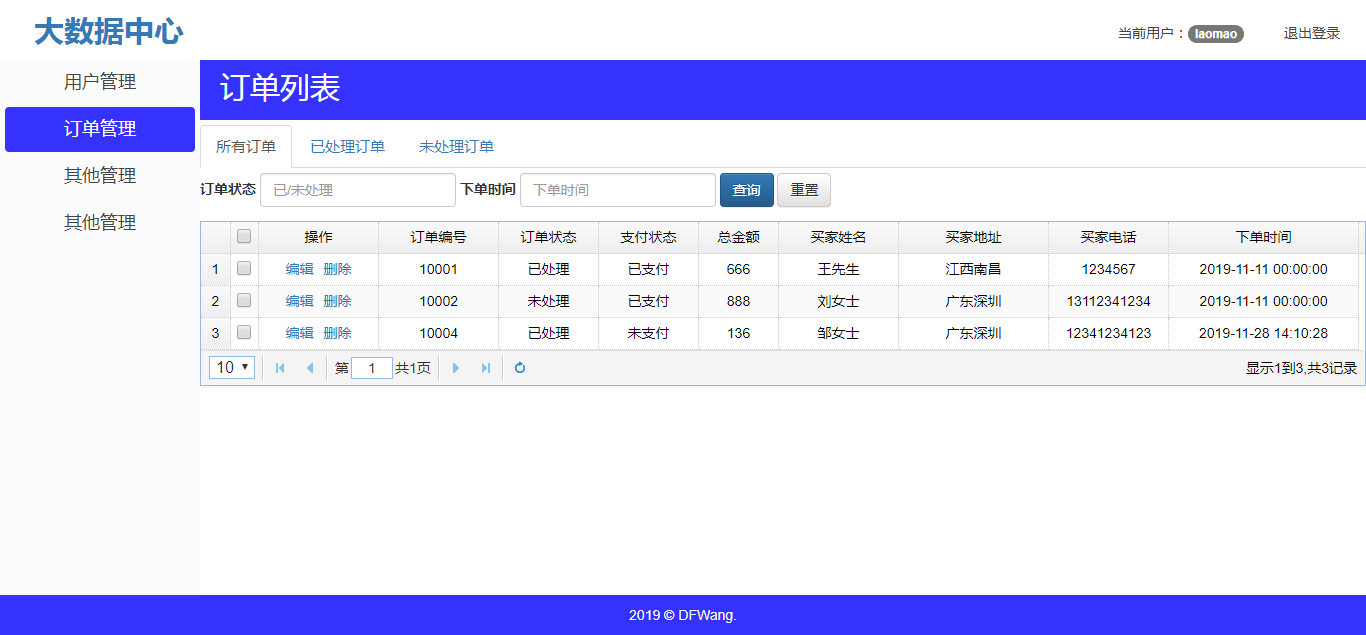 大数据中心
当前用户：laomao 退出登录
用户管理
订单管理
其他管理
其他管理
订单列表
所有订单 已处理订单 未处理订单
订单状态 已/未处理 下单时间 下单时间 查询 重置
操作 订单编号 订单状态 支付状态 总金额 买家姓名 买家地址 买家电话 下单时间
1 编辑 删除 10001 已处理 已支付 666 王先生 江西南昌 1234567 2019-11-11 00:00:00
2 编辑 删除 10002 未处理 已支付 888 刘女士 广东深圳 13112341234 2019-11-11 00:00:00
3 编辑 删除 10004 已处理 未支付 136 邹女士 广东深圳 12341234123 2019-11-28 14:10:28
10 第 1 共1页 显示1到3,共3记录
2019 © DFWang.